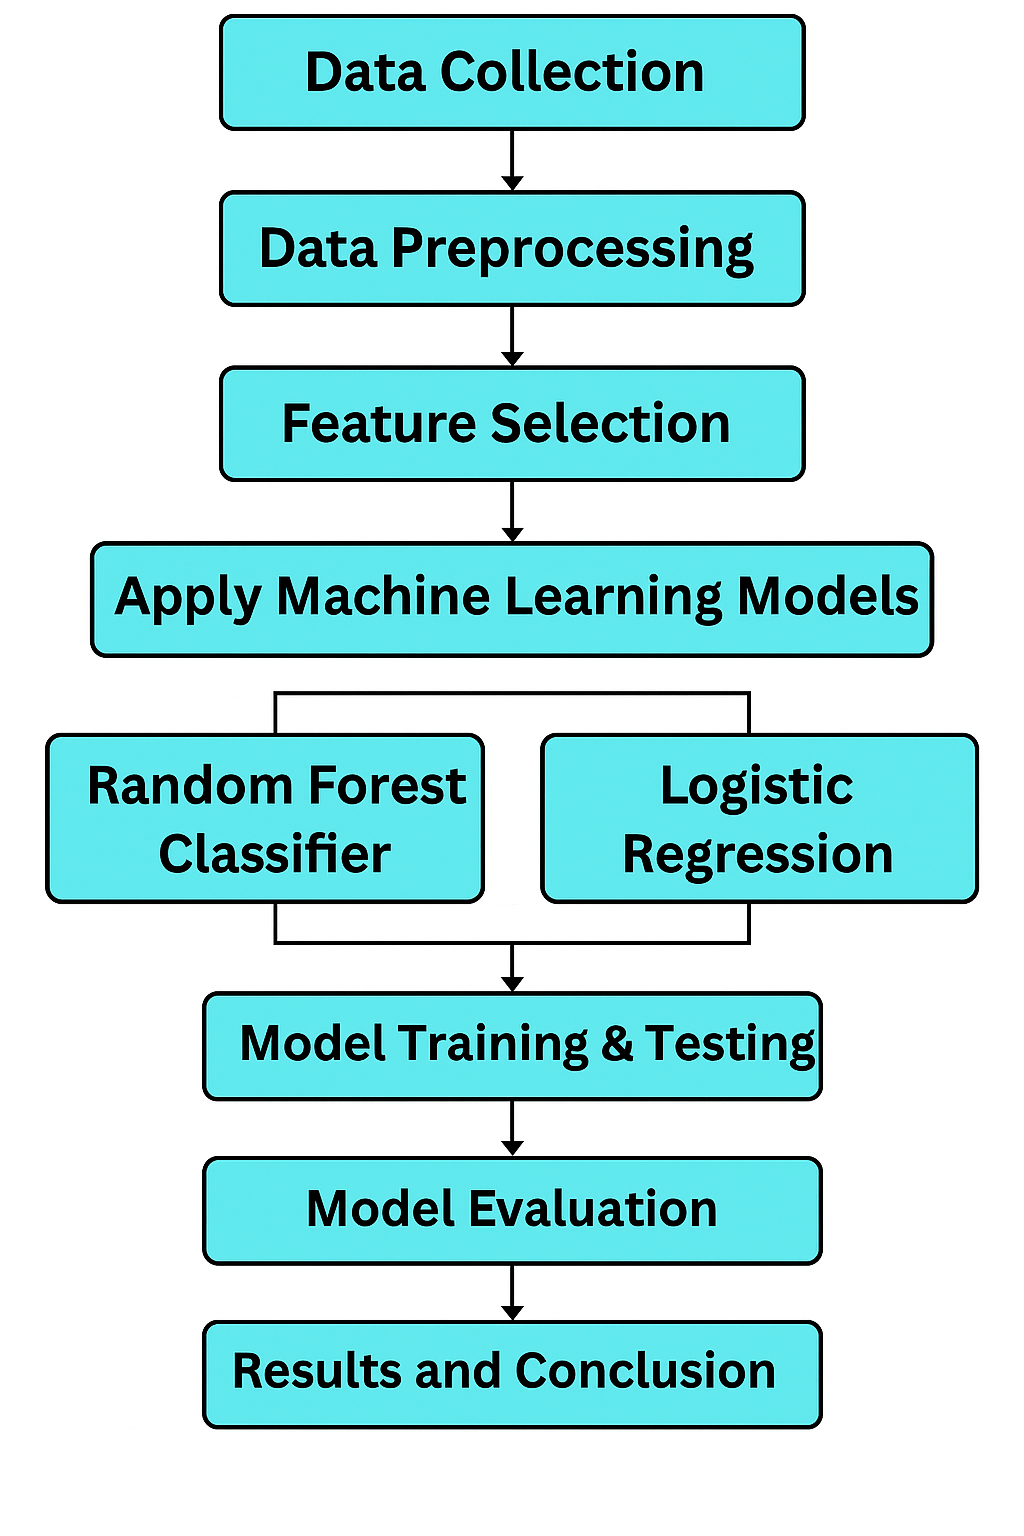 Data Collection
Data Preprocessing
Feature Selection
Apply Machine Learning Models
Random Forest
Classifier
Logistic
Regression
Model Training & Testing
Model Evaluation
Results and Conclusion